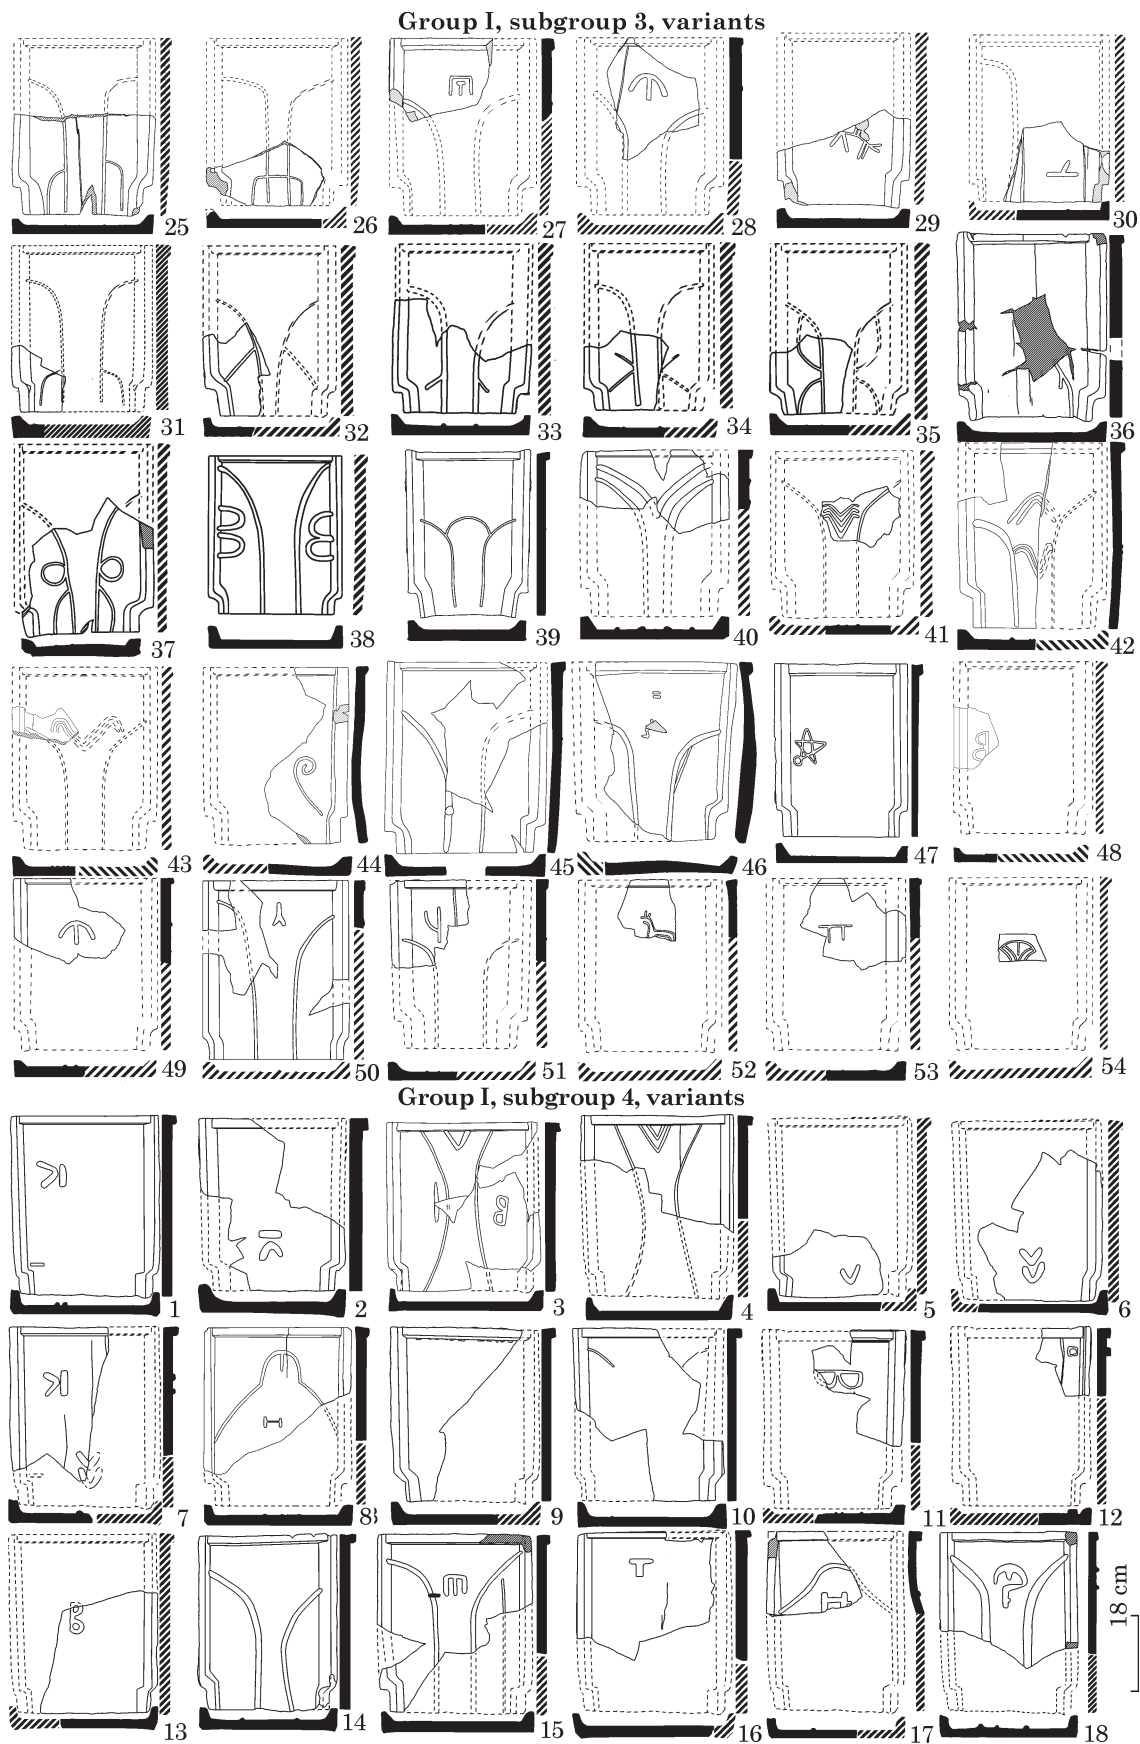 Group I, subgroup 3, variants
25 26 27 28 29 30
31 32 33 34 35 36
37 38 39 40 41 42
43 44 45 46 47 48
49 50 51 52 53 54
Group I, subgroup 4, variants
1 2 3 4 5 6
7 8 9 10 11 12
18 cm
13 14 15 16 17 18